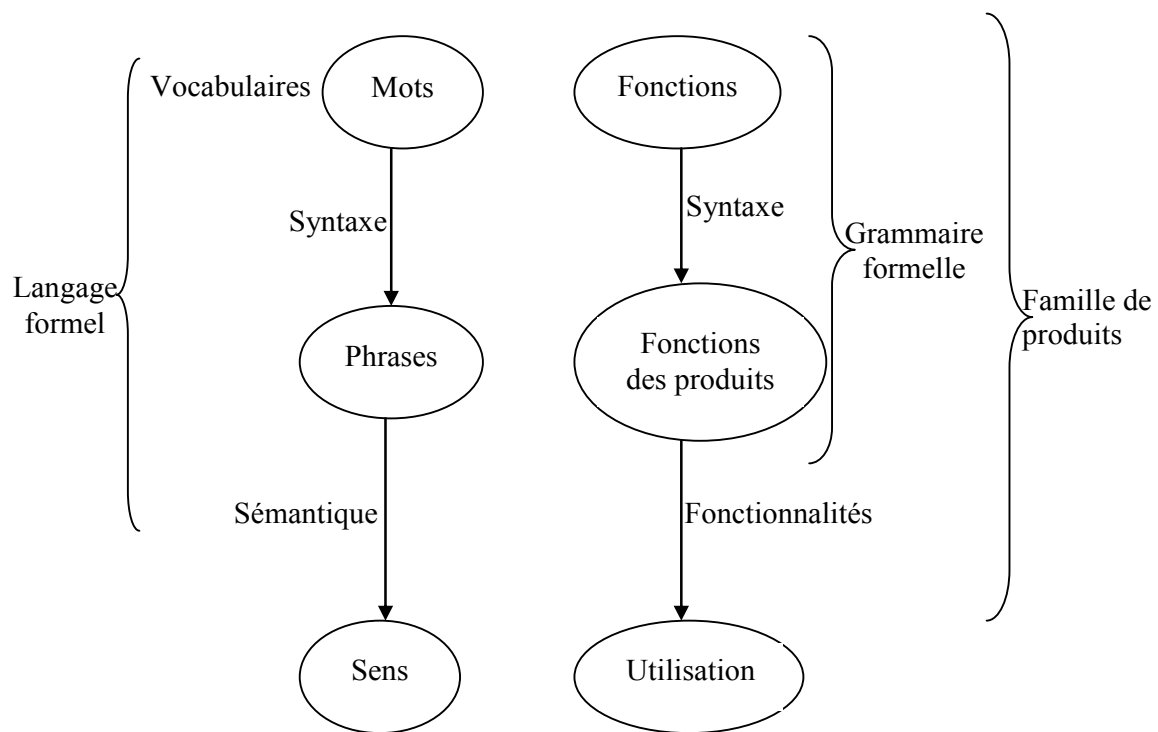 Vocabulaires
Mots
Fonctions
Syntaxe
Syntaxe
Grammaire
formelle
Langage
formel
Famille de
produits
Phrases
Fonctions
des produits
Sémantique
Fonctionnalités
Sens
Utilisation